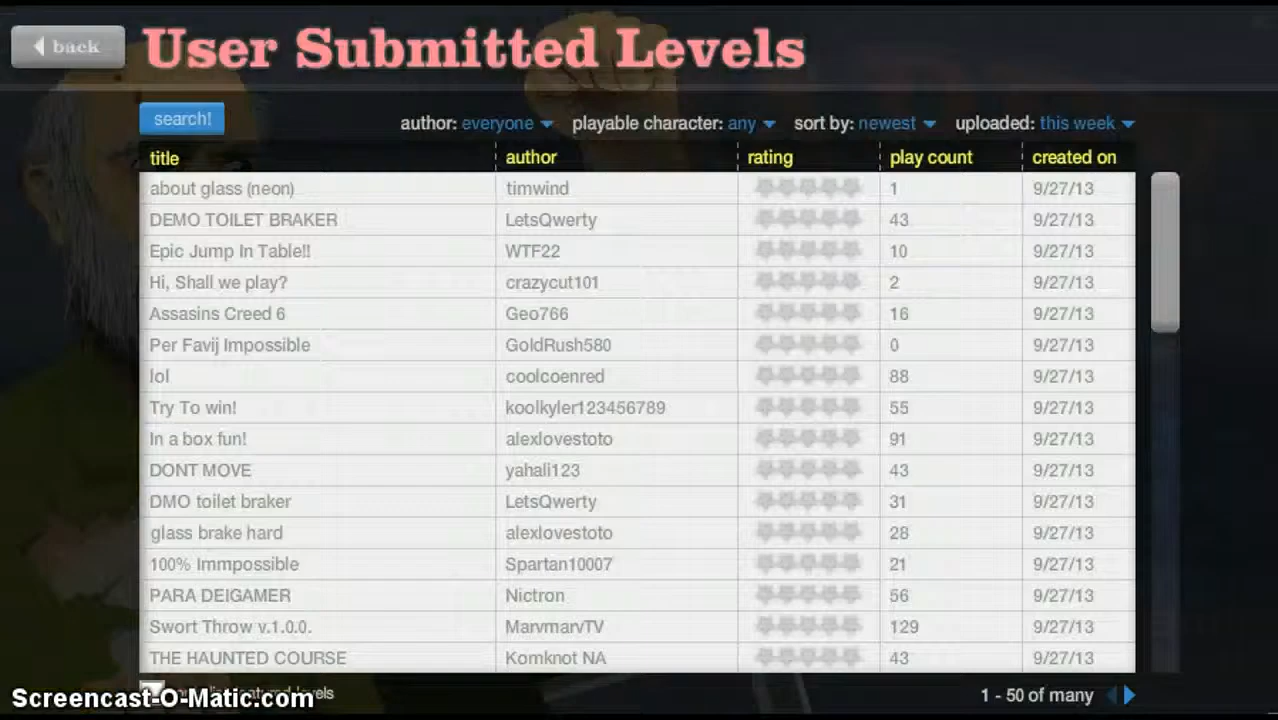 back
User Submitted Levels
search! author: everyone playable character: any sort by: newest uploaded: this week
title author rating play count created on
about glass (neon) timwind 1 9/27/13
DEMO TOILET BRAKER LetsQwerty 43 9/27/13
Epic Jump In Table!! WTF22 10 9/27/13
Hi, Shall we play? crazycut101 2 9/27/13
Assasins Creed 6 Geo766 16 9/27/13
Per Favij Impossible GoldRush580 0 9/27/13
lol coolcoenred 88 9/27/13
Try To win! koolkyler123456789 55 9/27/13
In a box fun! alexlovestoto 91 9/27/13
DONT MOVE yahali123 43 9/27/13
DMO toilet braker LetsQwerty 31 9/27/13
glass brake hard alexlovestoto 28 9/27/13
100% Immpossible Spartan10007 21 9/27/13
PARA DEIGAMER Nictron 56 9/27/13
Swort Throw v.1.0.0. MarvmarvTV 129 9/27/13
THE HAUNTED COURSE Komknot NA 43 9/27/13
levels 1 - 50 of many
Screencast-O-Matic.com